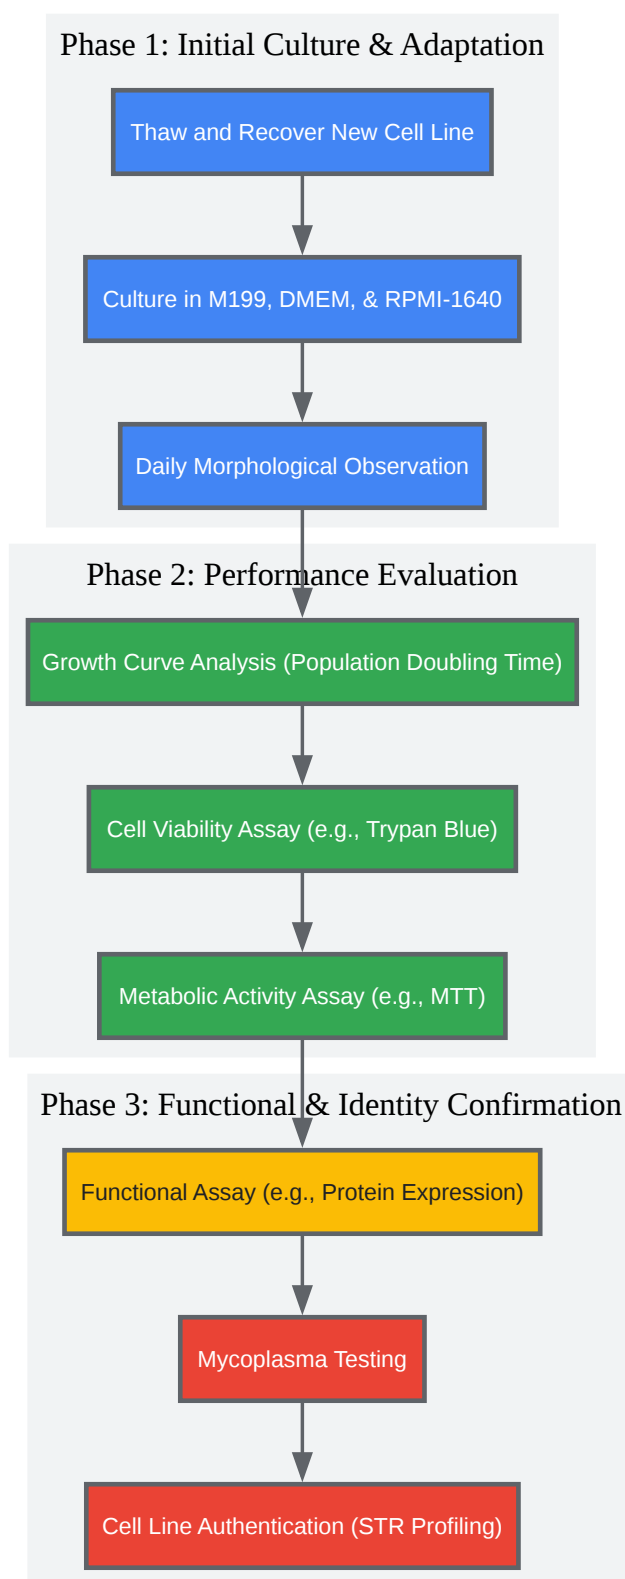 Phase 1: Initial Culture & Adaptation
Thaw and Recover New Cell Line
Culture in M199, DMEM, & RPMI-1640
Daily Morphological Observation
Phase 2: Performance Evaluation
Growth Curve Analysis (Population Doubling Time)
Cell Viability Assay (e.g., Trypan Blue)
Metabolic Activity Assay (e.g., MTT)
Phase 3: Functional & Identity Confirmation
Functional Assay (e.g., Protein Expression)
Mycoplasma Testing
Cell Line Authentication (STR Profiling)